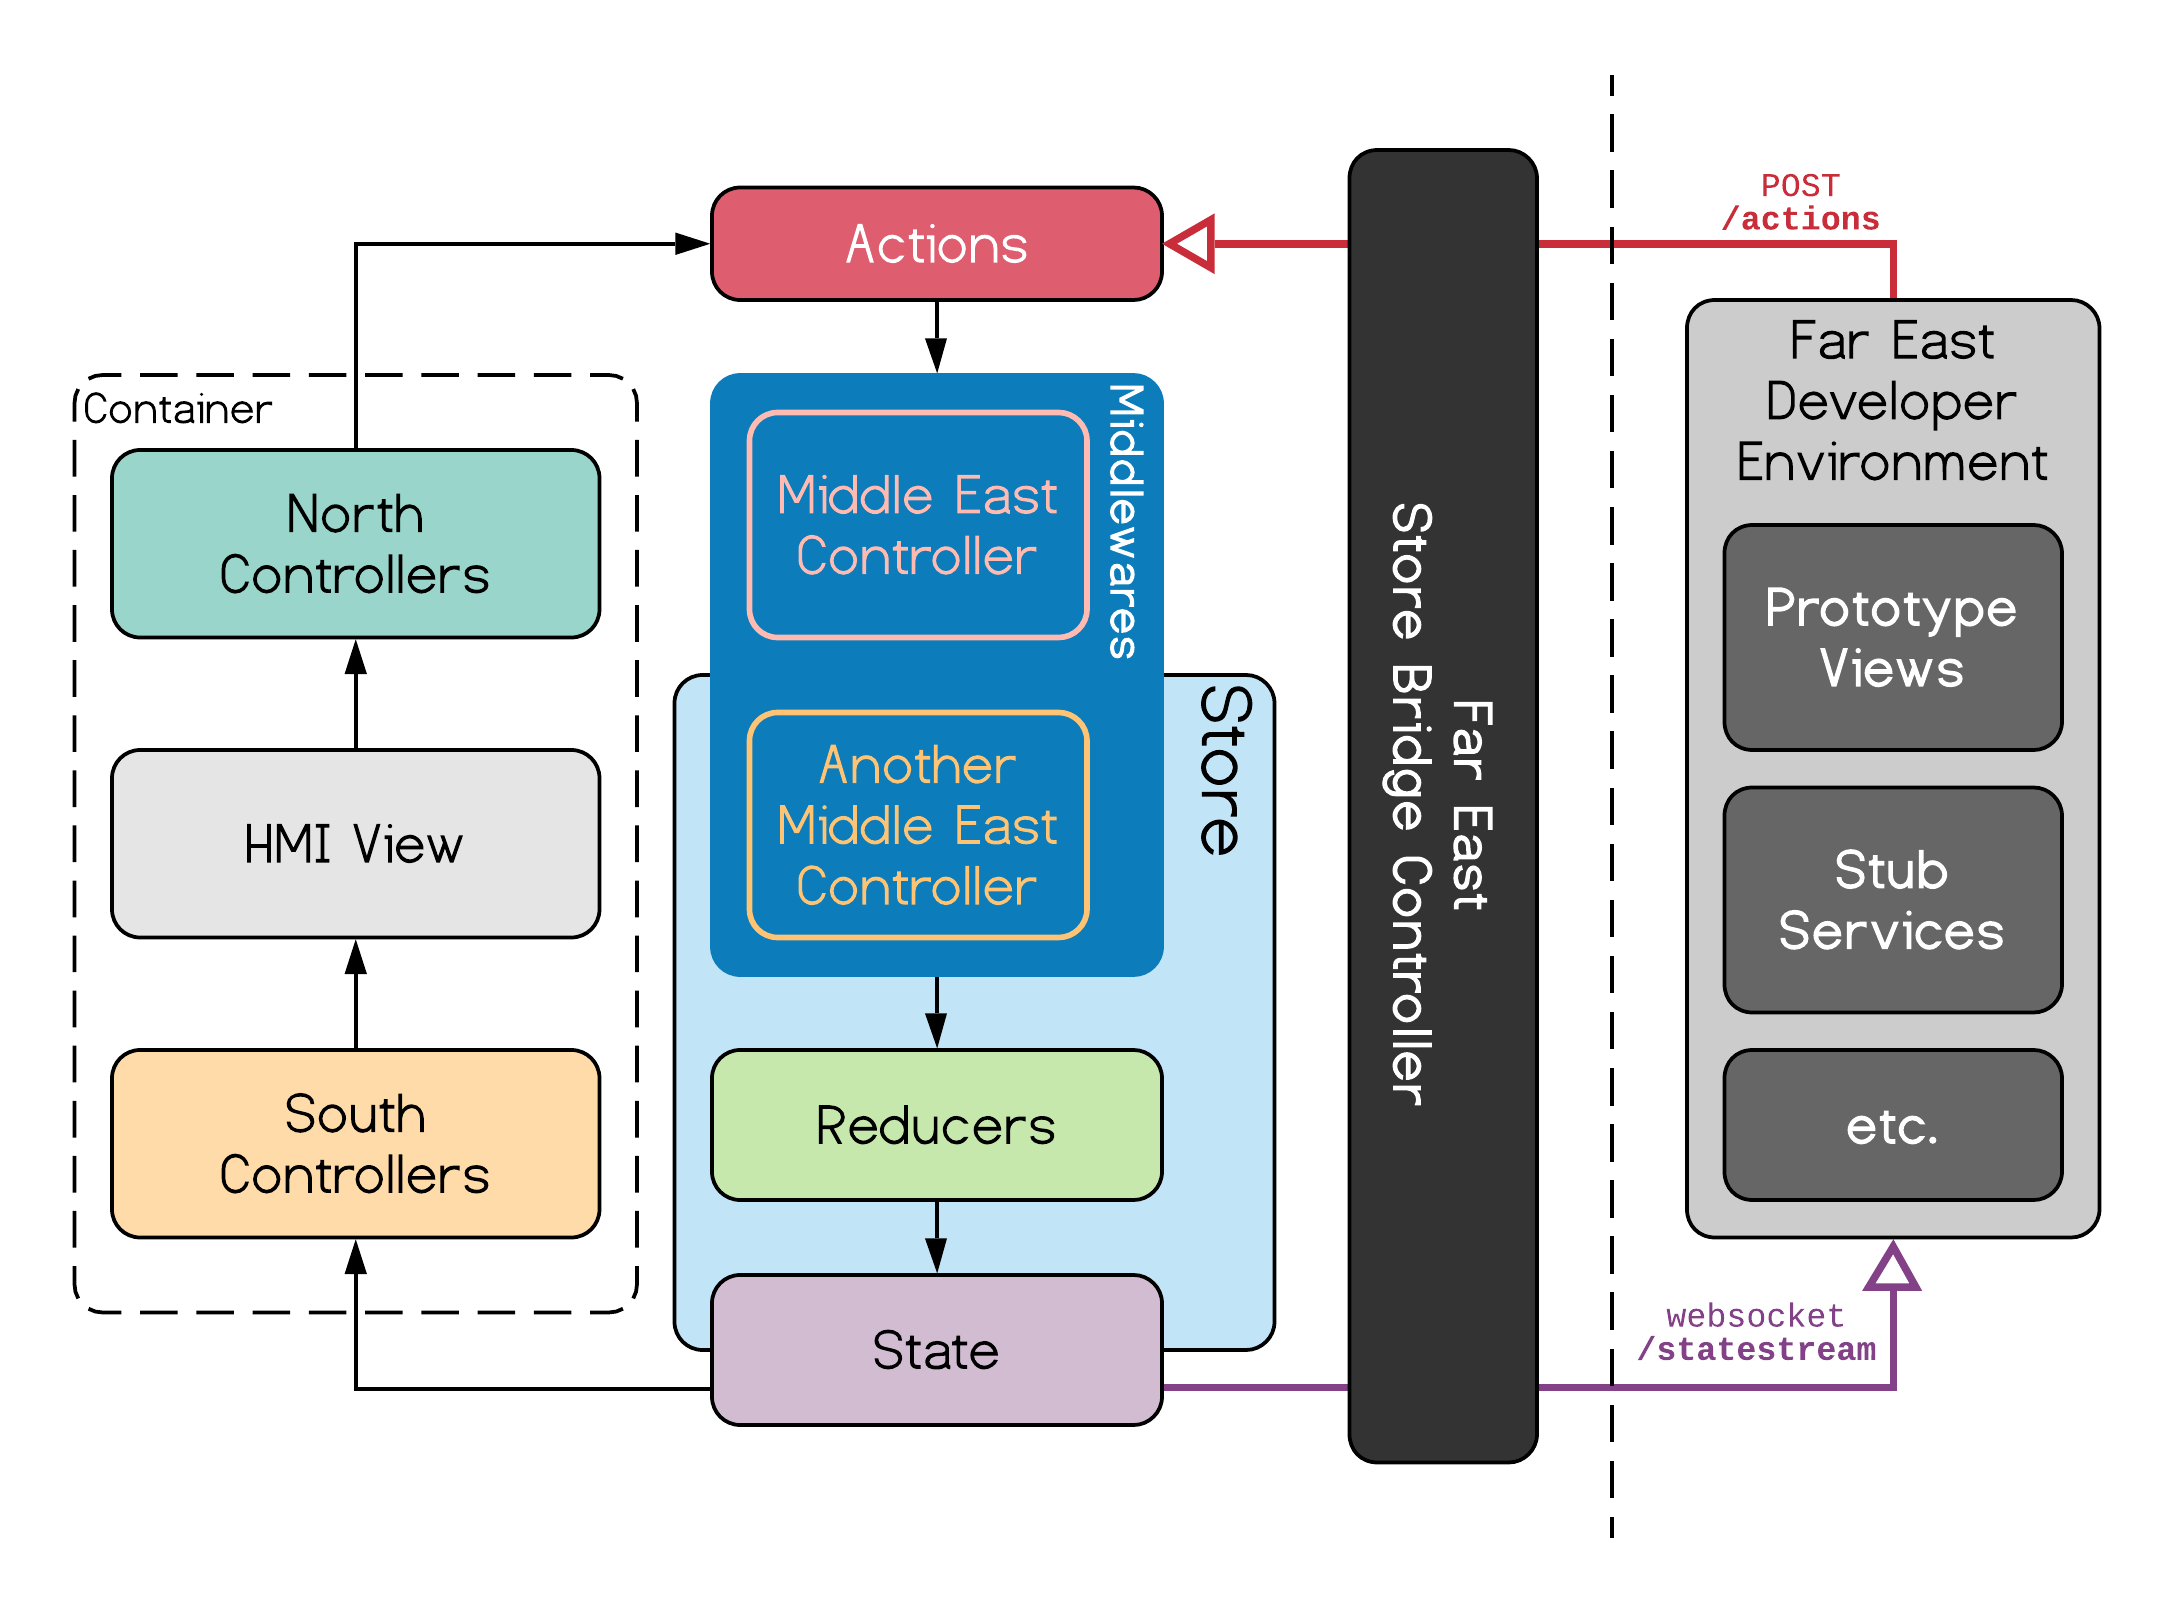 Container
North
Controllers
HMI View
South
Controllers
Actions
Middlewares
Middle East
Controller
Another
Middle East
Controller
Store
Reducers
State
Far East
Store Bridge Controller
POST
/actions
Far East
Developer
Environment
Prototype
Views
Stub
Services
etc.
websocket
/statestream